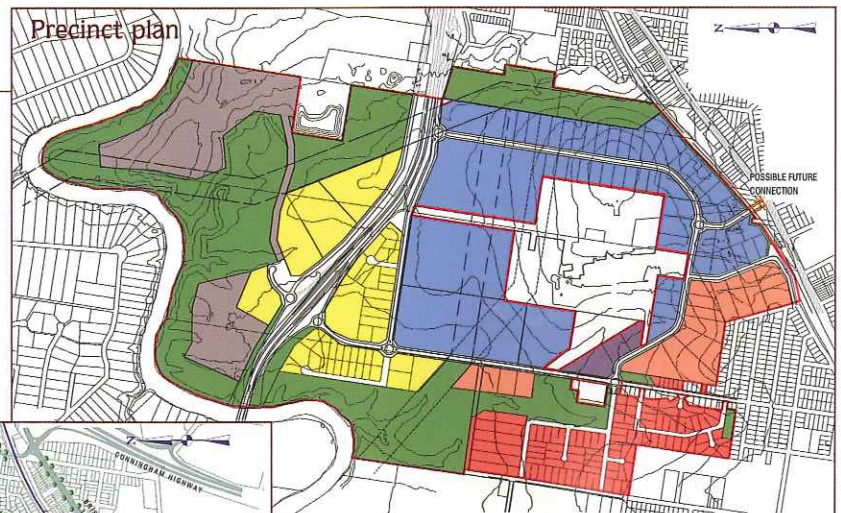 Precinct plan
Z
POSSIBLE FUTURE
CONNECTION
Z
CUNNINGHAM HIGHWAY